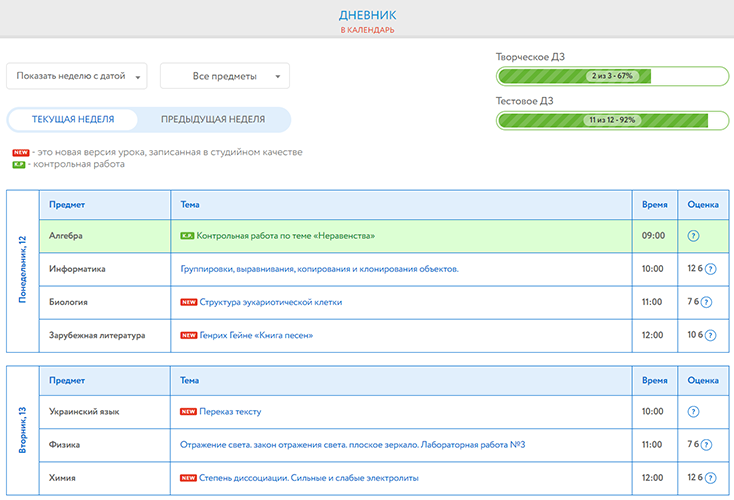 ДНЕВНИК
В КАЛЕНДАРЬ
Показать неделю с датой
Все предметы
Творческое ДЗ
2 из 3 - 67%
Тестовое ДЗ
11 из 12 - 92%
ТЕКУЩАЯ НЕДЕЛЯ ПРЕДЫДУЩАЯ НЕДЕЛЯ
NEW - это новая версия урока, записанная в студийном качестве
К.Р - контрольная работа
Понедельник, 12
Предмет Тема Время Оценка
Алгебра К.Р Контрольная работа по теме «Неравенства» 09:00 ?
Информатика Группировки, выравнивания, копирования и клонирования объектов. 10:00 12 б ?
Биология NEW Структура эукариотической клетки 11:00 7 б ?
Зарубежная литература NEW Генрих Гейне «Книга песен» 12:00 10 б ?
Вторник, 13
Предмет Тема Время Оценка
Украинский язык NEW Переказ тексту 10:00 ?
Физика Отражение света. закон отражения света. плоское зеркало. Лабораторная работа №3 11:00 7 б ?
Химия NEW Степень диссоциации. Сильные и слабые электролиты 12:00 12 б ?